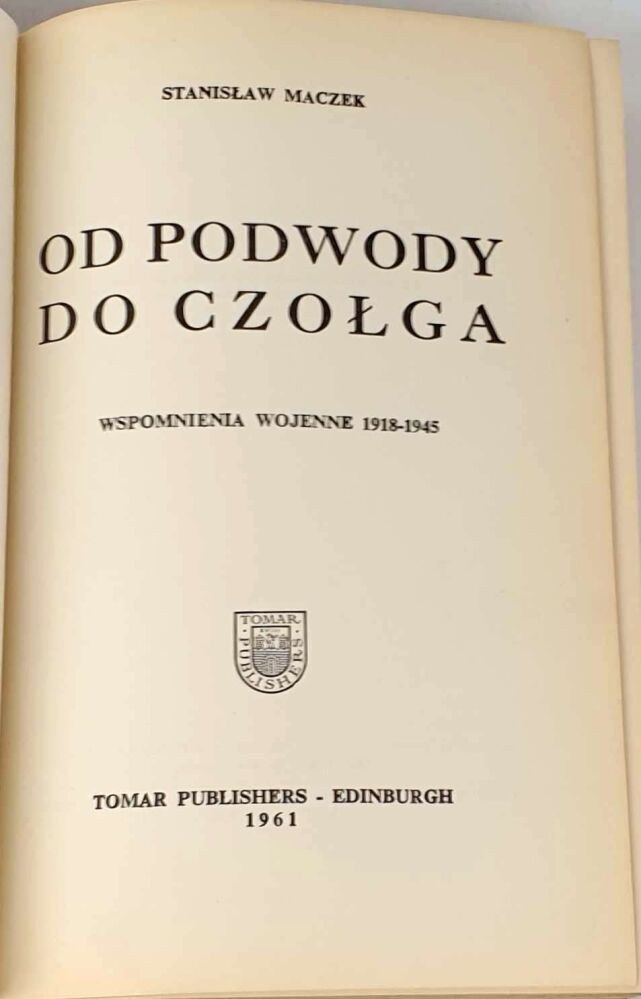 STANISŁAW MACZEK
OD PODWODY
DO CZOŁGA
WSPOMNIENIA WOJENNE 1918-1945
TOMAR
PUBLISHERS
TOMAR PUBLISHERS - EDINBURGH
1961